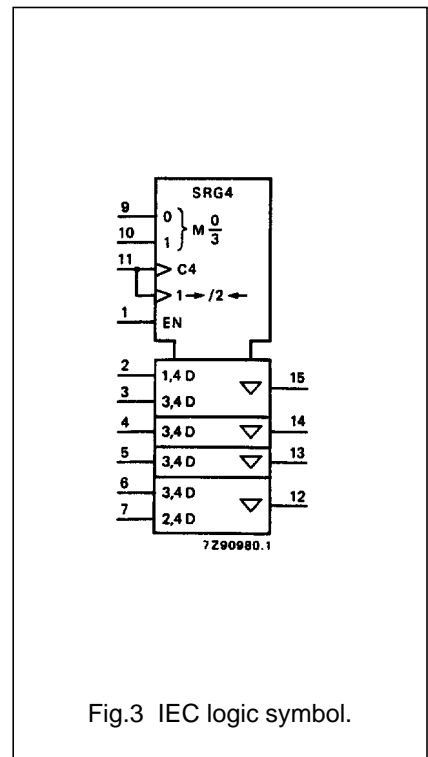 SRG4
9 0 } M 0/3
10 1
11 C4
1→/2←
1 EN
2 1,4 D ▽ 15
3 3,4 D
4 3,4 D ▽ 14
5 3,4 D ▽ 13
6 3,4 D ▽ 12
7 2,4 D
7Z90980.1
Fig.3 IEC logic symbol.